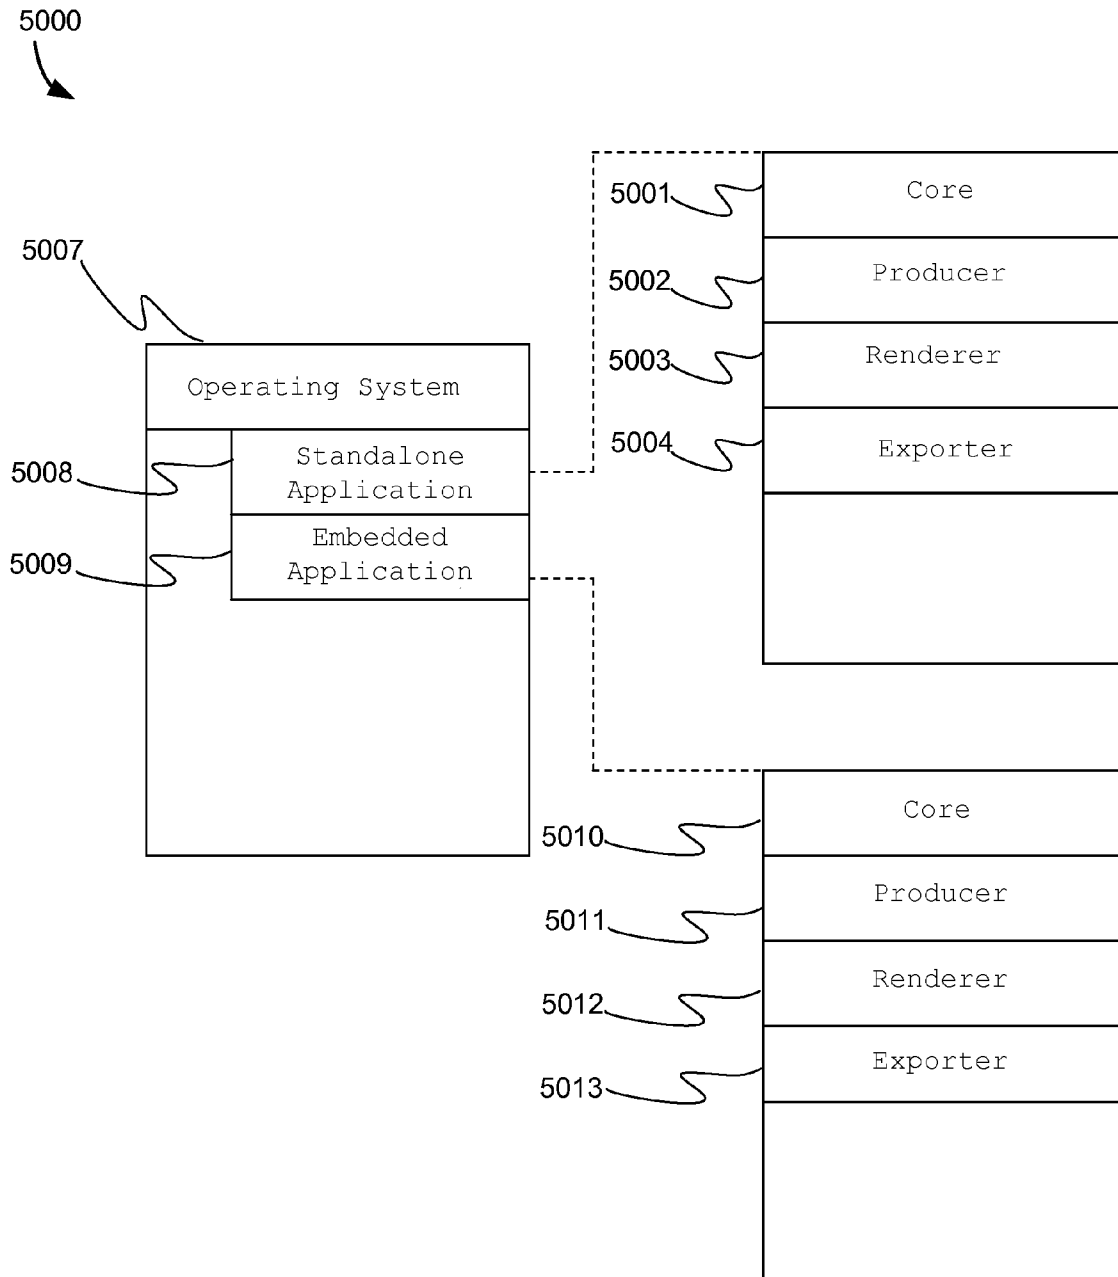 5000
5001
Core
5002
Producer
5003
Renderer
5004
Exporter
5007
Operating System
5008
Standalone
Application
5009
Embedded
Application
5010
Core
5011
Producer
5012
Renderer
5013
Exporter